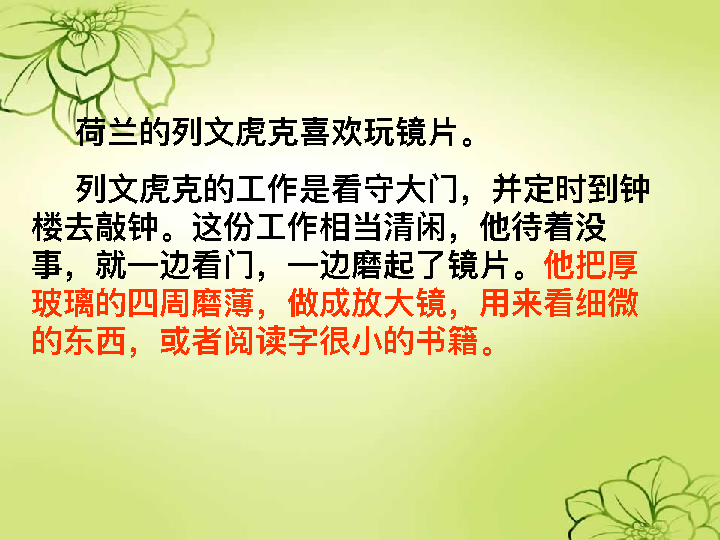 荷兰的列文虎克喜欢玩镜片。
列文虎克的工作是看守大门，并定时到钟
楼去敲钟。这份工作相当清闲，他待着没
事，就一边看门，一边磨起了镜片。他把厚
玻璃的四周磨薄，做成放大镜，用来看细微
的东西，或者阅读字很小的书籍。